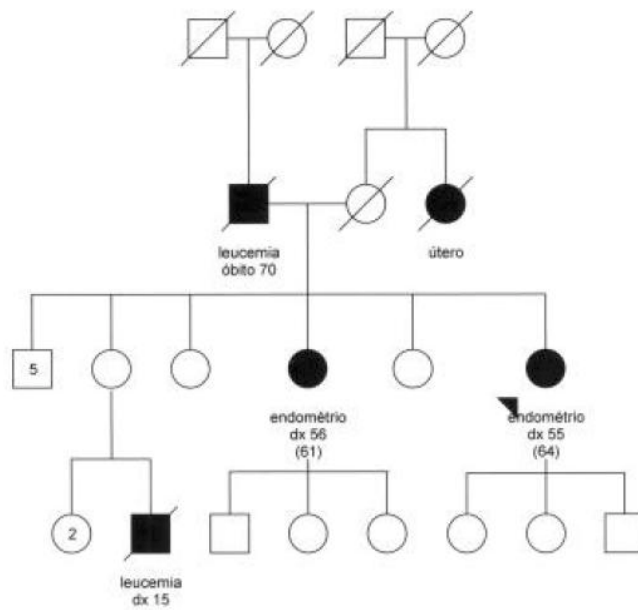 leucemia
óbito 70
útero
5
endométrio
dx 56
(61)
endométrio
dx 55
(64)
2
leucemia
dx 15